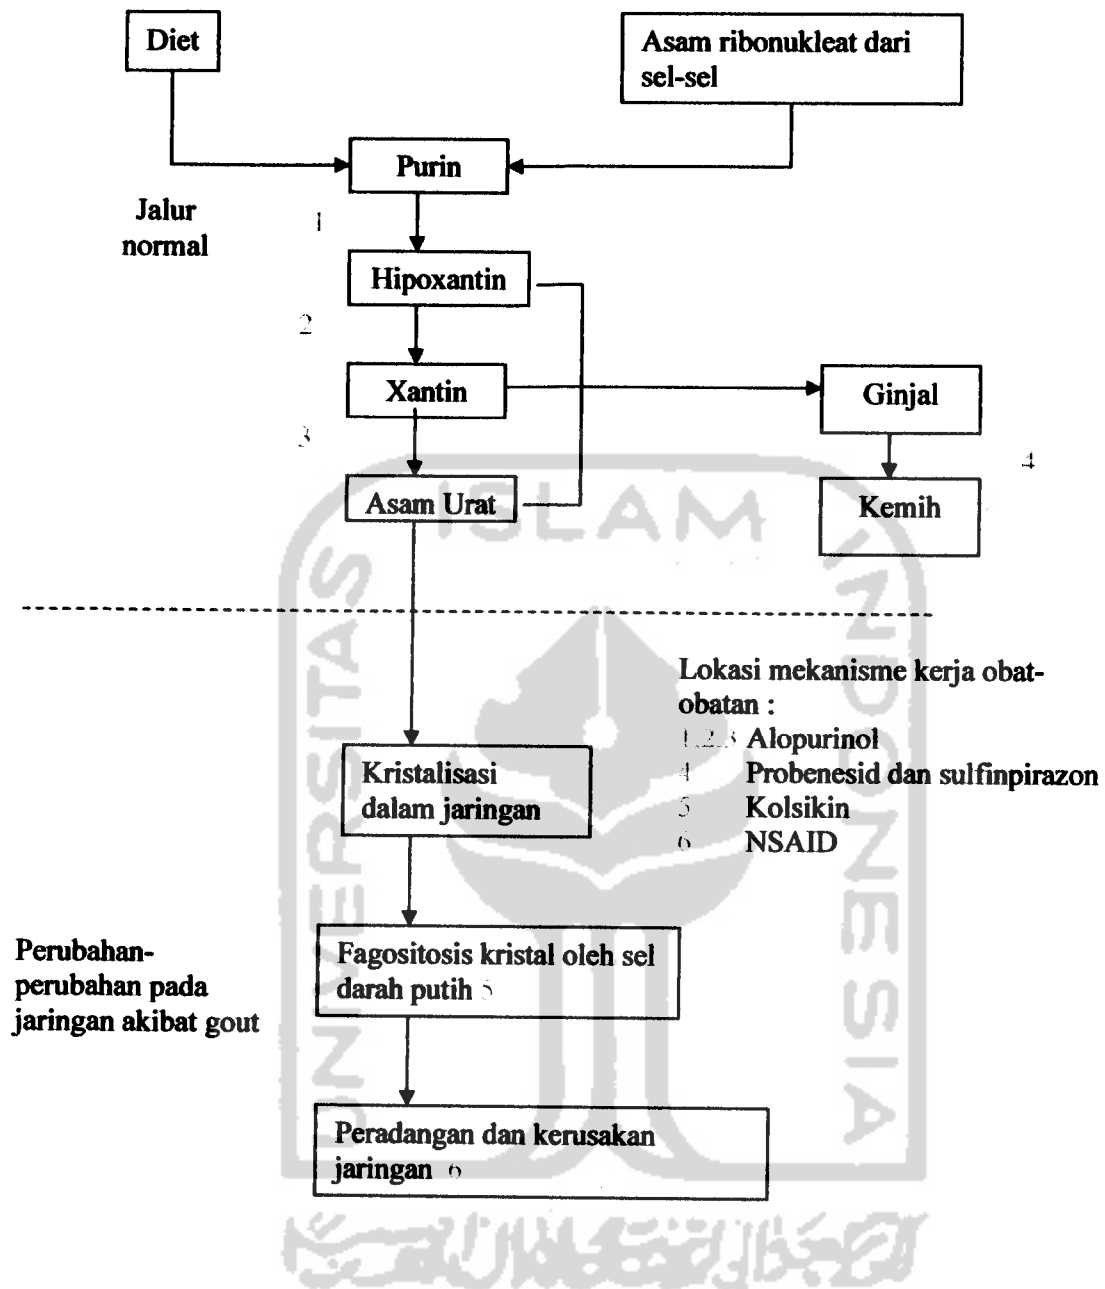 Diet
Asam ribonukleat dari
sel-sel
Purin
Jalur
normal
1
Hipoxantin
2
Xantin
Ginjal
3
4
Asam Urat
Kemih
ISLAM
UNIVERSITAS
INDONESIA
Lokasi mekanisme kerja obat-
obatan :
1,2,3 Alopurinol
4 Probenesid dan sulfinpirazon
5 Kolsikin
6 NSAID
Kristalisasi
dalam jaringan
Perubahan-
perubahan pada
jaringan akibat gout
Fagositosis kristal oleh sel
darah putih 5
Peradangan dan kerusakan
jaringan 6